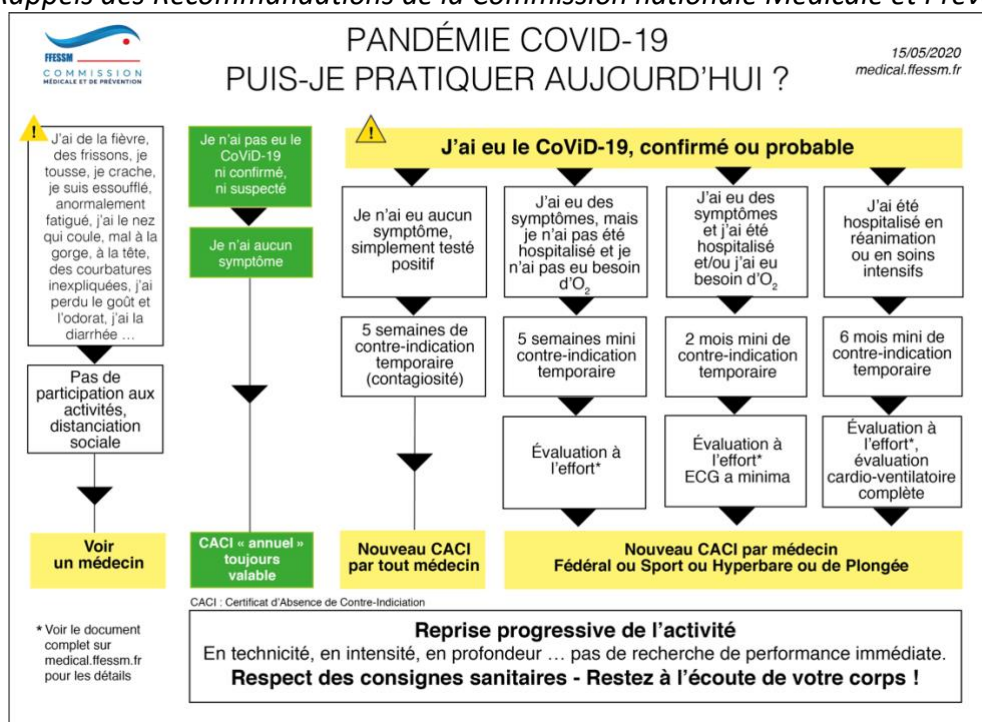 Rappels des Recommandations de la Commission nationale Médicale et Prév
FFESSM
COMMISSION
MÉDICALE ET DE PRÉVENTION
PANDÉMIE COVID-19
PUIS-JE PRATIQUER AUJOURD'HUI ?
15/05/2020
medical.ffessm.fr
!
J'ai de la fièvre,
des frissons, je
tousse, je crache,
je suis essoufflé,
anormalement
fatigué, j'ai le nez
qui coule, mal à la
gorge, à la tête,
des courbatures
inexpliquées, j'ai
perdu le goût et
l'odorat, j'ai la
diarrhée …
Pas de
participation aux
activités,
distanciation
sociale
Voir
un médecin
Je n'ai pas eu le
CoViD-19
ni confirmé,
ni suspecté
Je n'ai aucun
symptôme
CACI « annuel »
toujours
valable
!
J'ai eu le CoViD-19, confirmé ou probable
Je n'ai eu aucun
symptôme,
simplement testé
positif
5 semaines de
contre-indication
temporaire
(contagiosité)
Nouveau CACI
par tout médecin
J'ai eu des
symptômes, mais
je n'ai pas été
hospitalisé et je
n'ai pas eu besoin
d'O₂
5 semaines mini
contre-indication
temporaire
Évaluation à
l'effort*
J'ai eu des
symptômes
et j'ai été
hospitalisé
et/ou j'ai eu
besoin d'O₂
2 mois mini de
contre-indication
temporaire
Évaluation à
l'effort*
ECG a minima
J'ai été
hospitalisé en
réanimation
ou en soins
intensifs
6 mois mini de
contre-indication
temporaire
Évaluation à
l'effort*,
évaluation
cardio-ventilatoire
complète
Nouveau CACI par médecin
Fédéral ou Sport ou Hyperbare ou de Plongée
CACI : Certificat d'Absence de Contre-Indiciation
* Voir le document
complet sur
medical.ffessm.fr
pour les détails
Reprise progressive de l'activité
En technicité, en intensité, en profondeur … pas de recherche de performance immédiate.
Respect des consignes sanitaires - Restez à l'écoute de votre corps !